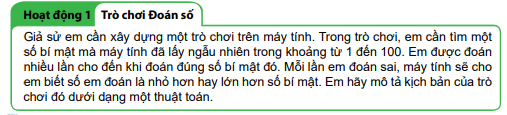 Hoạt động 1 Trò chơi Đoán số
Giả sử em cần xây dựng một trò chơi trên máy tính. Trong trò chơi, em cần tìm một
số bí mật mà máy tính đã lấy ngẫu nhiên trong khoảng từ 1 đến 100. Em được đoán
nhiều lần cho đến khi đoán đúng số bí mật đó. Mỗi lần em đoán sai, máy tính sẽ cho
em biết số em đoán là nhỏ hơn hay lớn hơn số bí mật. Em hãy mô tả kịch bản của trò
chơi đó dưới dạng một thuật toán.